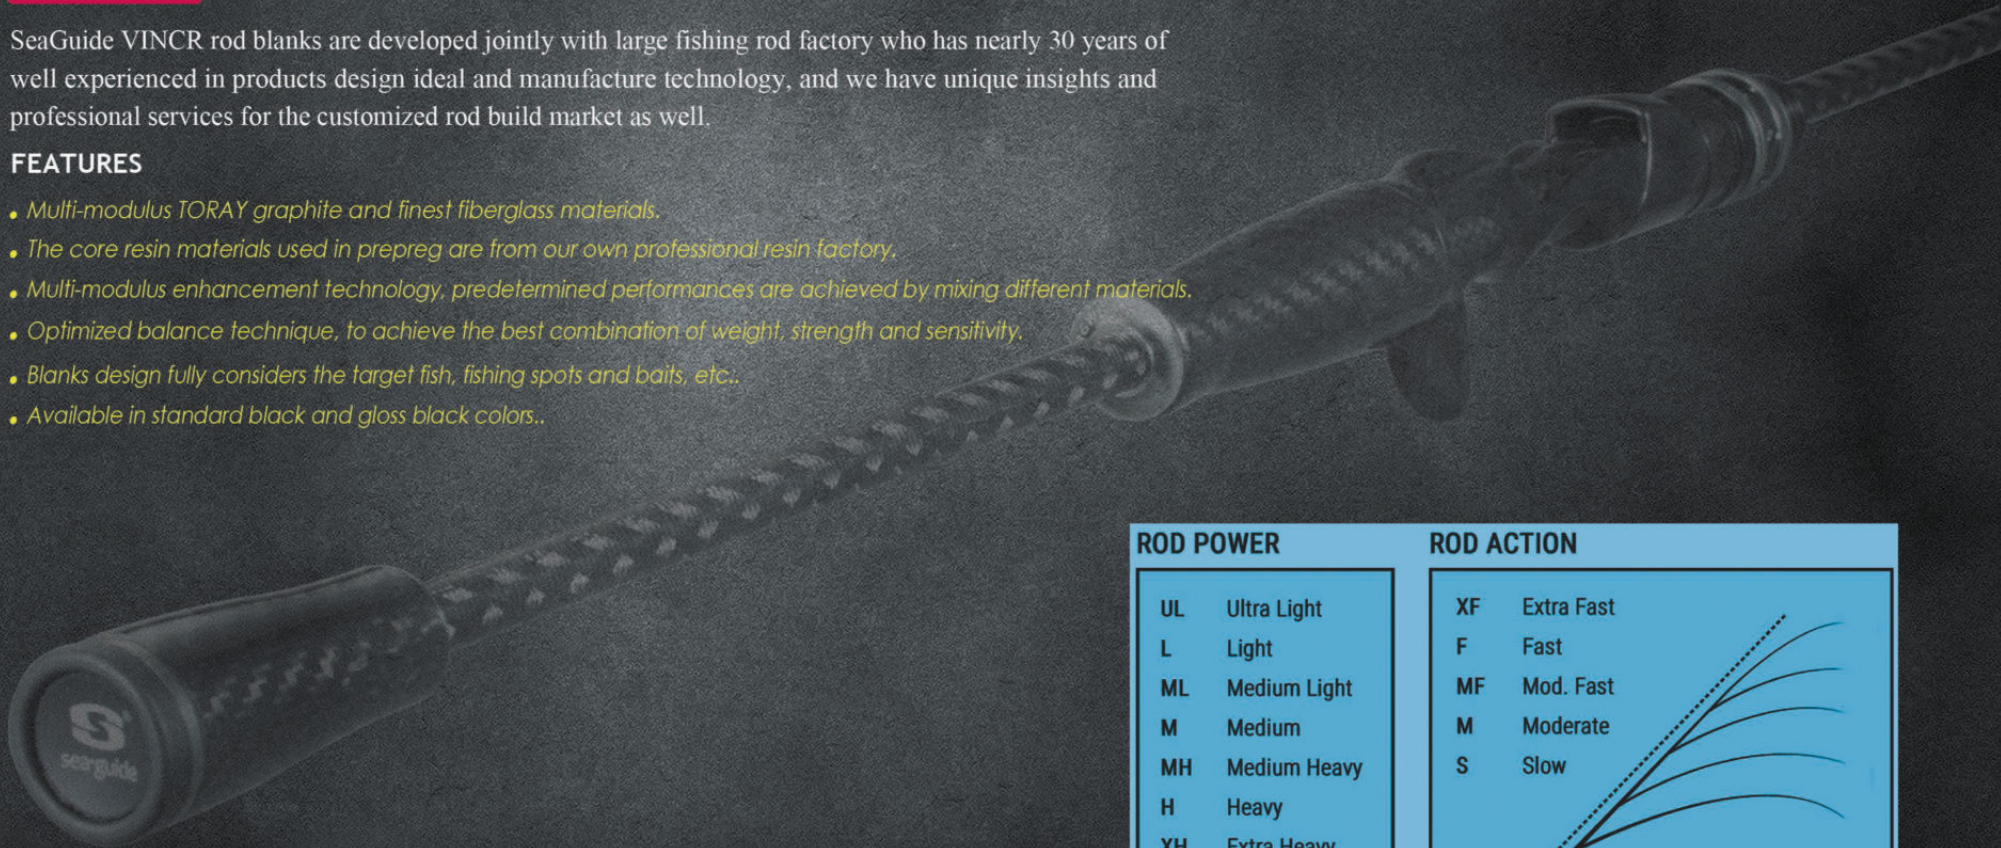 SeaGuide VINCR rod blanks are developed jointly with large fishing rod factory who has nearly 30 years of
well experienced in products design ideal and manufacture technology, and we have unique insights and
professional services for the customized rod build market as well.
FEATURES
• Multi-modulus TORAY graphite and finest fiberglass materials.
• The core resin materials used in prepreg are from our own professional resin factory.
• Multi-modulus enhancement technology, predetermined performances are achieved by mixing different materials.
• Optimized balance technique, to achieve the best combination of weight, strength and sensitivity.
• Blanks design fully considers the target fish, fishing spots and baits, etc..
• Available in standard black and gloss black colors..
S
seaguide
ROD POWER
UL Ultra Light
L Light
ML Medium Light
M Medium
MH Medium Heavy
H Heavy
XH Extra Heavy
ROD ACTION
XF Extra Fast
F Fast
MF Mod. Fast
M Moderate
S Slow